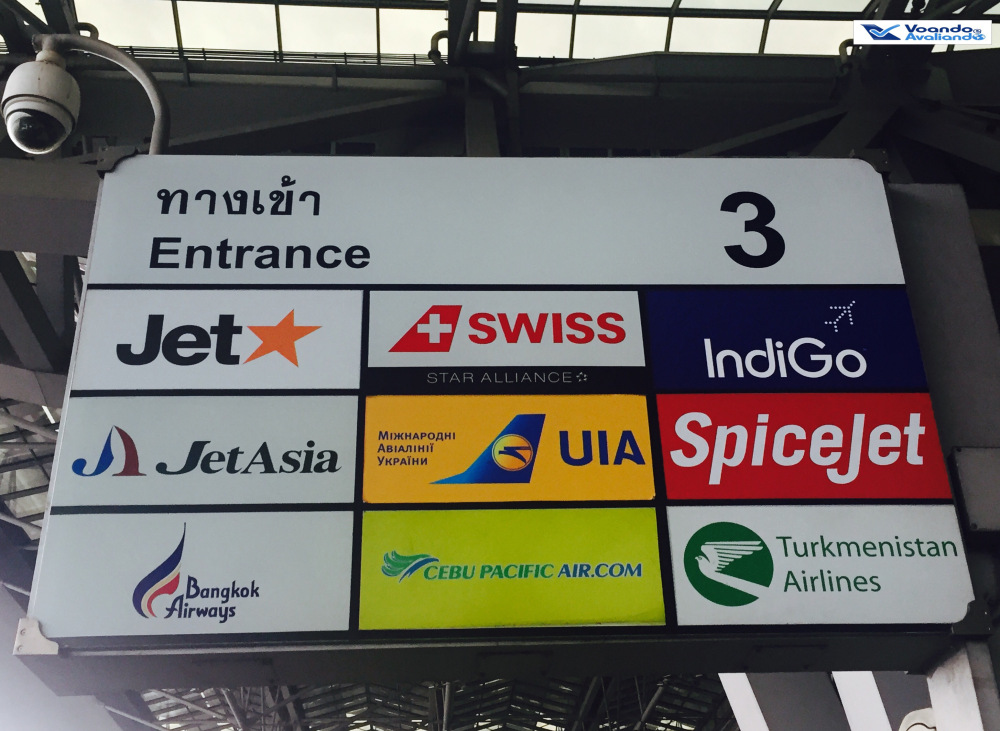 Voando
Avaliando
ทางเข้า
Entrance
3
Jet
SWISS
STAR ALLIANCE
IndiGo
JetAsia
МІЖНАРОДНІ
АВІАЛІНІЇ
УКРАЇНИ
UIA
SpiceJet
Bangkok
Airways
CEBU PACIFIC AIR.COM
Turkmenistan
Airlines